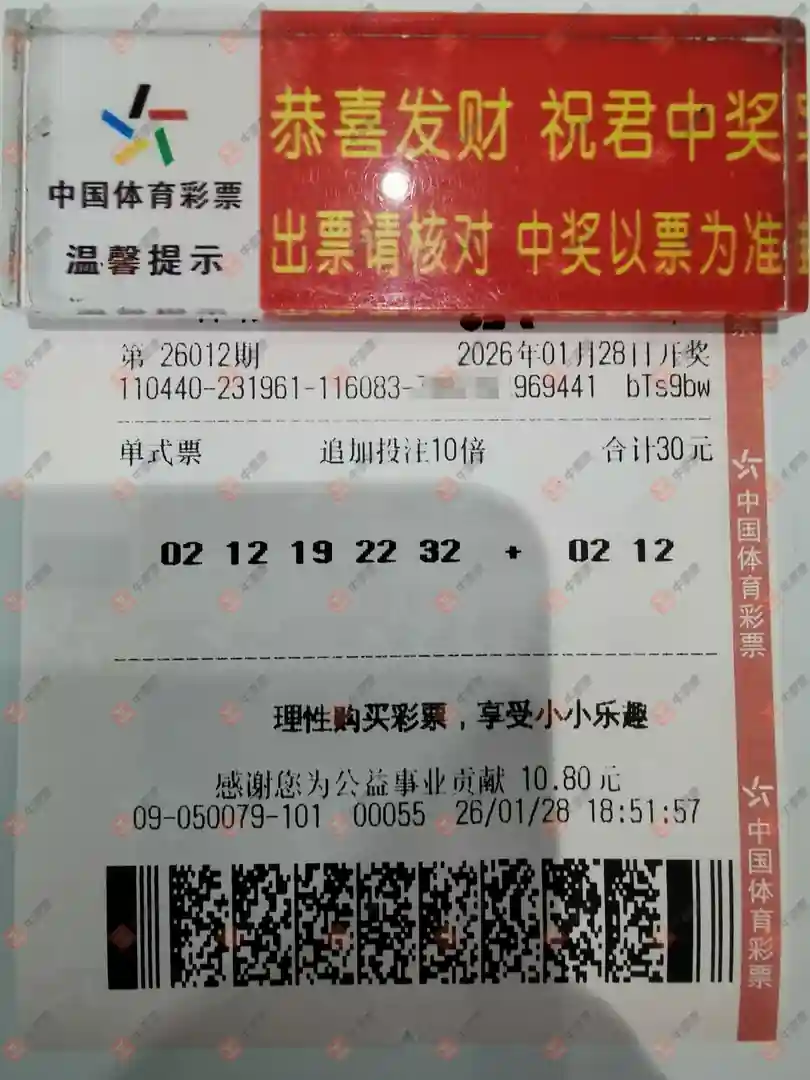 中国体育彩票
温馨提示
恭喜发财 祝君中奖
出票请核对 中奖以票为准
第 26012期 2026年01月28日开奖
110440-231961-116083- 969441 bTs9bw
单式票 追加投注10倍 合计30元
02 12 19 22 32 + 02 12
理性购买彩票，享受小小乐趣
感谢您为公益事业贡献 10.80元
09-050079-101 00055 26/01/28 18:51:57
中国体育彩票
中国体育彩票